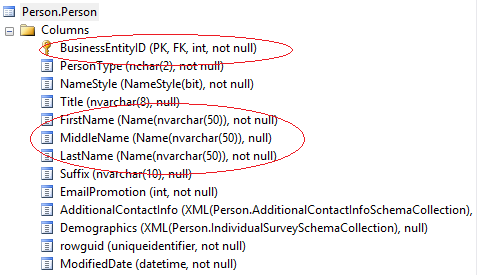 Person.Person
Columns
BusinessEntityID (PK, FK, int, not null)
PersonType (nchar(2), not null)
NameStyle (NameStyle(bit), not null)
Title (nvarchar(8), null)
FirstName (Name(nvarchar(50)), not null)
MiddleName (Name(nvarchar(50)), null)
LastName (Name(nvarchar(50)), not null)
Suffix (nvarchar(10), null)
EmailPromotion (int, not null)
AdditionalContactInfo (XML(Person.AdditionalContactInfoSchemaCollection),
Demographics (XML(Person.IndividualSurveySchemaCollection), null)
rowguid (uniqueidentifier, not null)
ModifiedDate (datetime, not null)